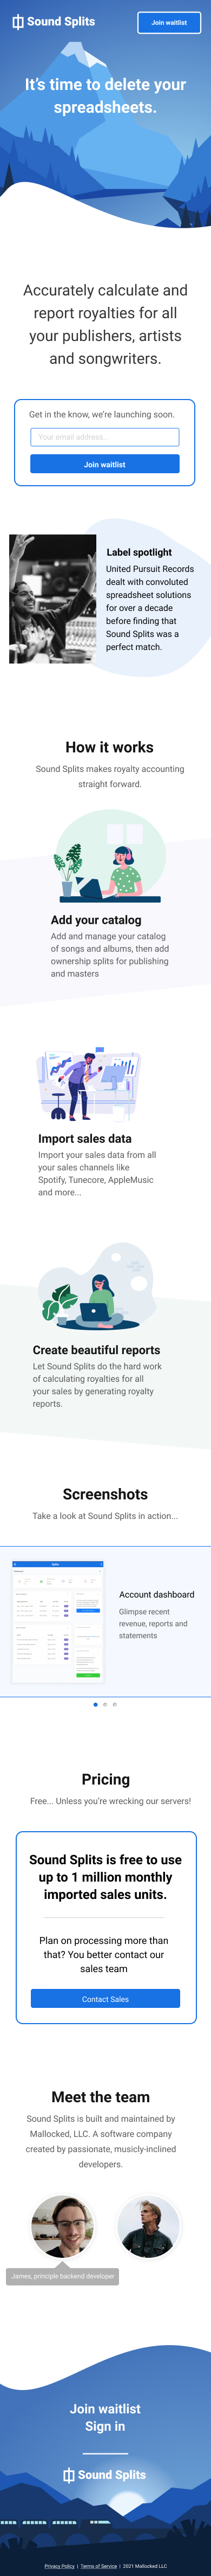 Sound Splits
Join waitlist
It's time to delete your
spreadsheets.
Accurately calculate and
report royalties for all
your publishers, artists
and songwriters.
Get in the know, we're launching soon.
Your email address...
Join waitlist
Label spotlight
United Pursuit Records
dealt with convoluted
spreadsheet solutions
for over a decade
before finding that
Sound Splits was a
perfect match.
How it works
Sound Splits makes royalty accounting
straight forward.
Add your catalog
Add and manage your catalog
of songs and albums, then add
ownership splits for publishing
and masters
Import sales data
Import your sales data from all
your sales channels like
Spotify, Tunecore, AppleMusic
and more...
Create beautiful reports
Let Sound Splits do the hard work
of calculating royalties for all
your sales by generating royalty
reports.
Screenshots
Take a look at Sound Splits in action...
Splits
Account dashboard
Glimpse recent
revenue, reports and
statements
Pricing
Free... Unless you're wrecking our servers!
Sound Splits is free to use
up to 1 million monthly
imported sales units.
Plan on processing more than
that? You better contact our
sales team
Contact Sales
Meet the team
Sound Splits is built and maintained by
Mallocked, LLC. A software company
created by passionate, musicly-inclined
developers.
James, principle backend developer
Join waitlist
Sign in
Sound Splits
Privacy Policy | Terms of Service | 2021 Mallocked LLC